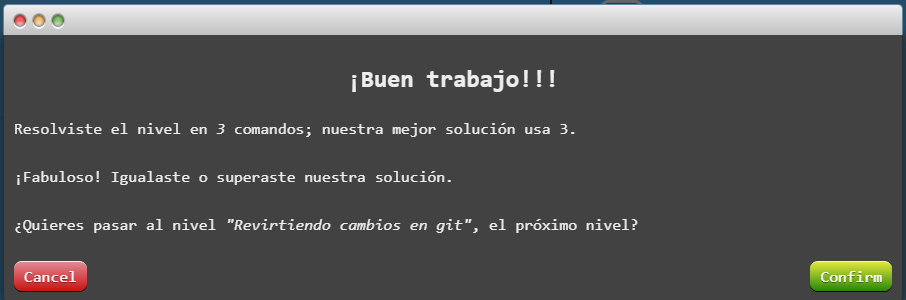 ¡Buen trabajo!!!
Resolviste el nivel en 3 comandos; nuestra mejor solución usa 3.
¡Fabuloso! Igualaste o superaste nuestra solución.
¿Quieres pasar al nivel "Revirtiendo cambios en git", el próximo nivel?
Cancel
Confirm